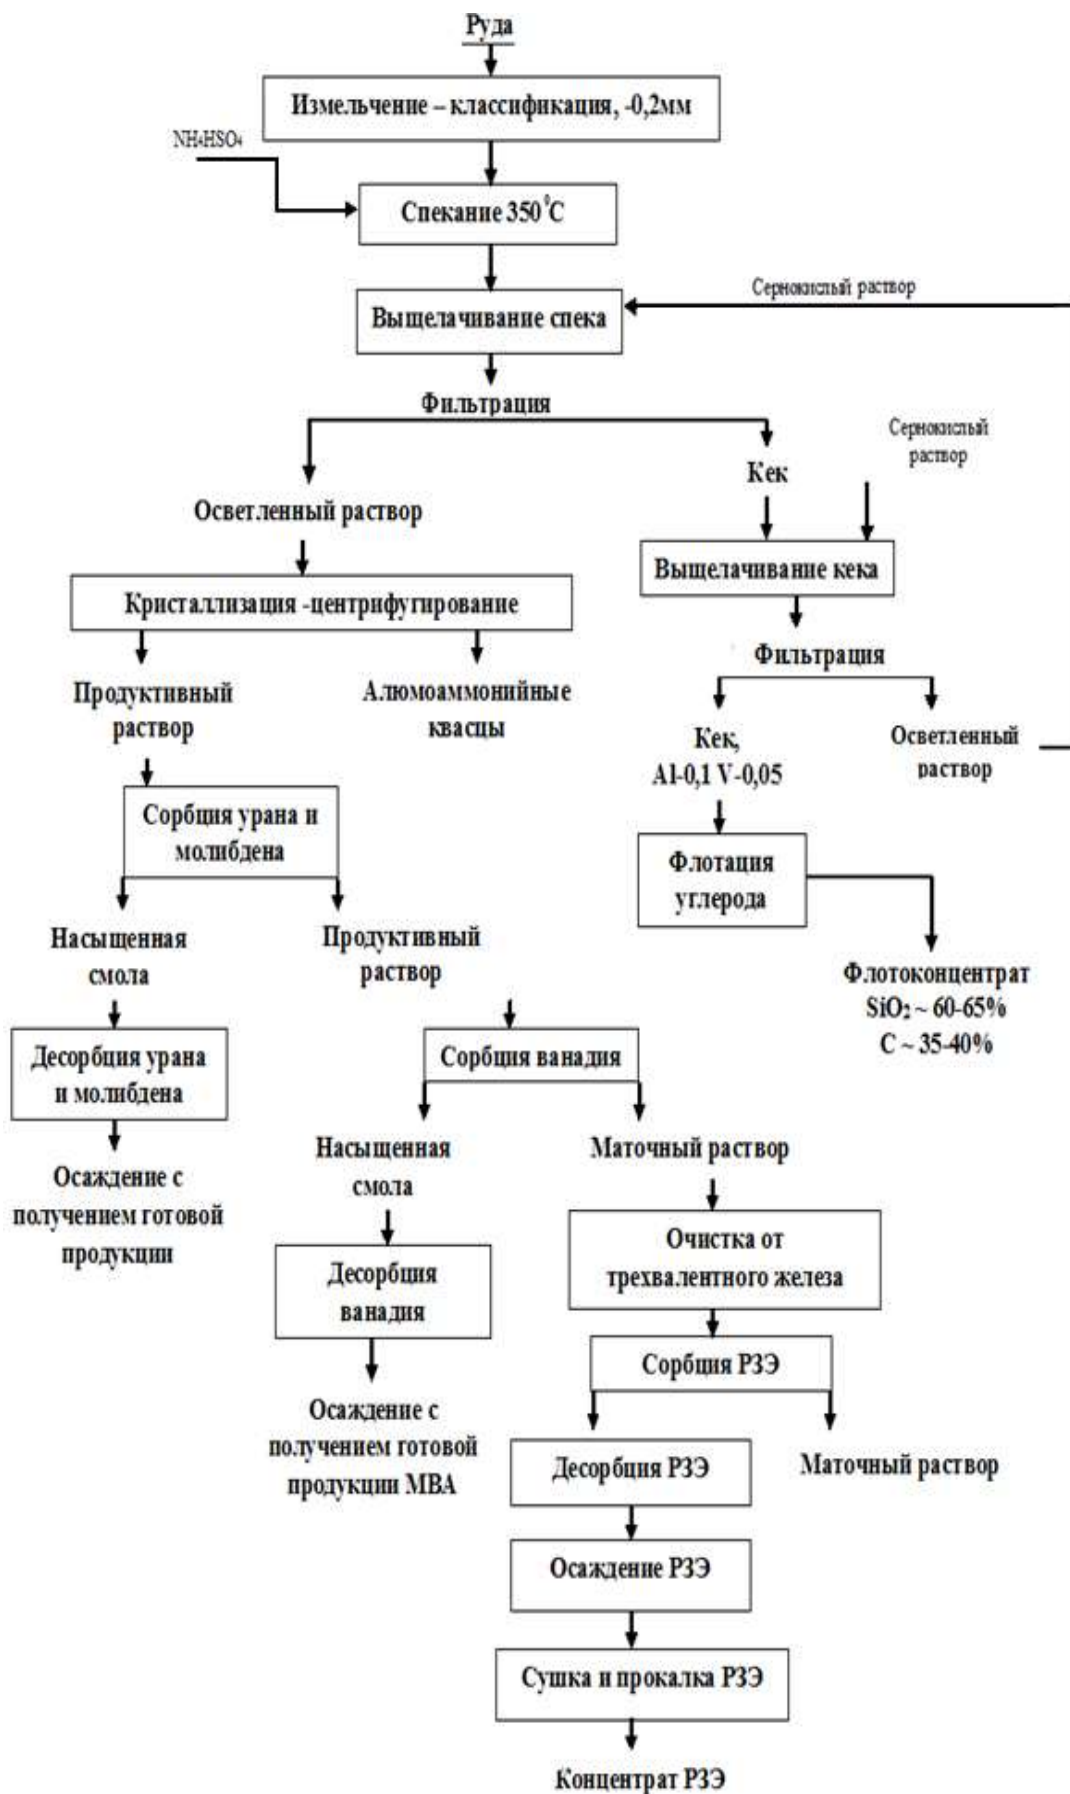 Руда
Измельчение – классификация, -0,2мм
NH₄HSO₄
Спекание 350⁰С
Сернокислый раствор
Выщелачивание спека
Фильтрация
Сернокислый
раствор
Кек
Осветленный раствор
Выщелачивание кека
Кристаллизация -центрифугирование
Фильтрация
Продуктивный
раствор
Алюмоаммонийные
квасцы
Кек,
Al-0,1 V-0,05
Осветленный
раствор
Сорбция урана и
молибдена
Флотация
углерода
Насыщенная
смола
Продуктивный
раствор
Флотоконцентрат
SiO₂ ~ 60-65%
C ~ 35-40%
Десорбция урана
и молибдена
Сорбция ванадия
Осаждение с
получением готовой
продукции
Насыщенная
смола
Маточный раствор
Десорбция
ванадия
Очистка от
трехвалентного железа
Сорбция РЗЭ
Осаждение с
получением готовой
продукции МВА
Десорбция РЗЭ
Маточный раствор
Осаждение РЗЭ
Сушка и прокалка РЗЭ
Концентрат РЗЭ